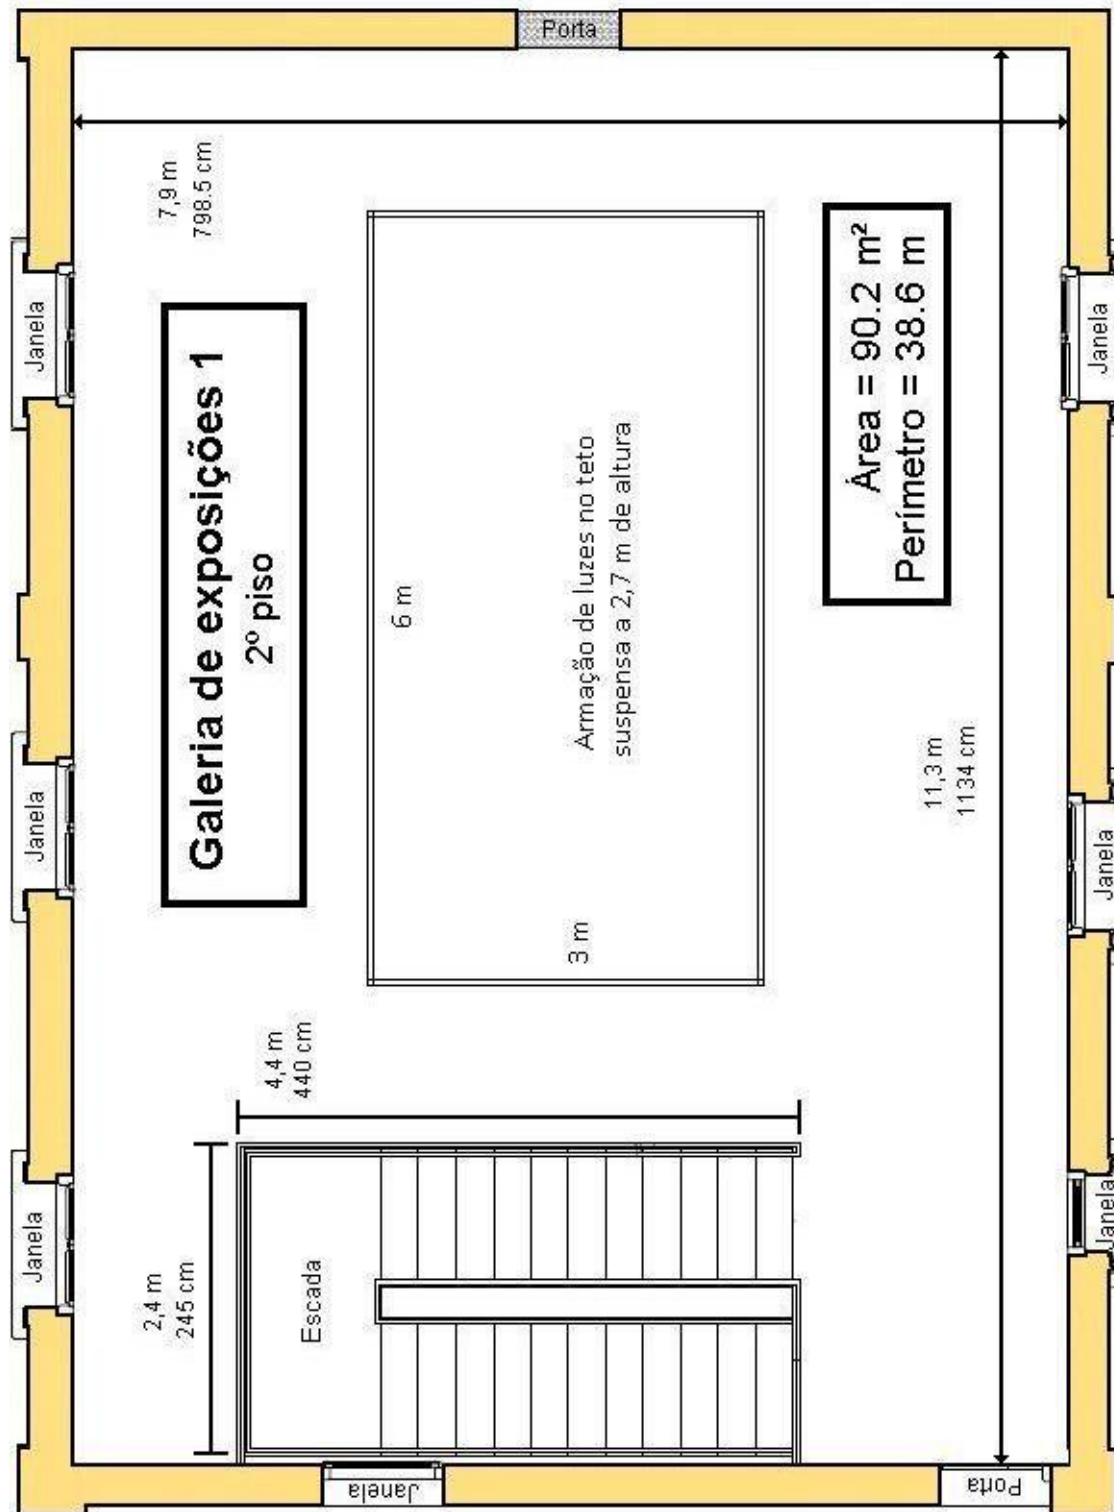 Porta
7,9 m
798.5 cm
Janela
Galeria de exposições 1
2º piso
Área = 90.2 m²
Perímetro = 38.6 m
Janela
6 m
Armação de luzes no teto
suspensa a 2,7 m de altura
Janela
11,3 m
1134 cm
Janela
3 m
4,4 m
440 cm
Janela
Janela
2,4 m
245 cm
Escada
Janela
Porta